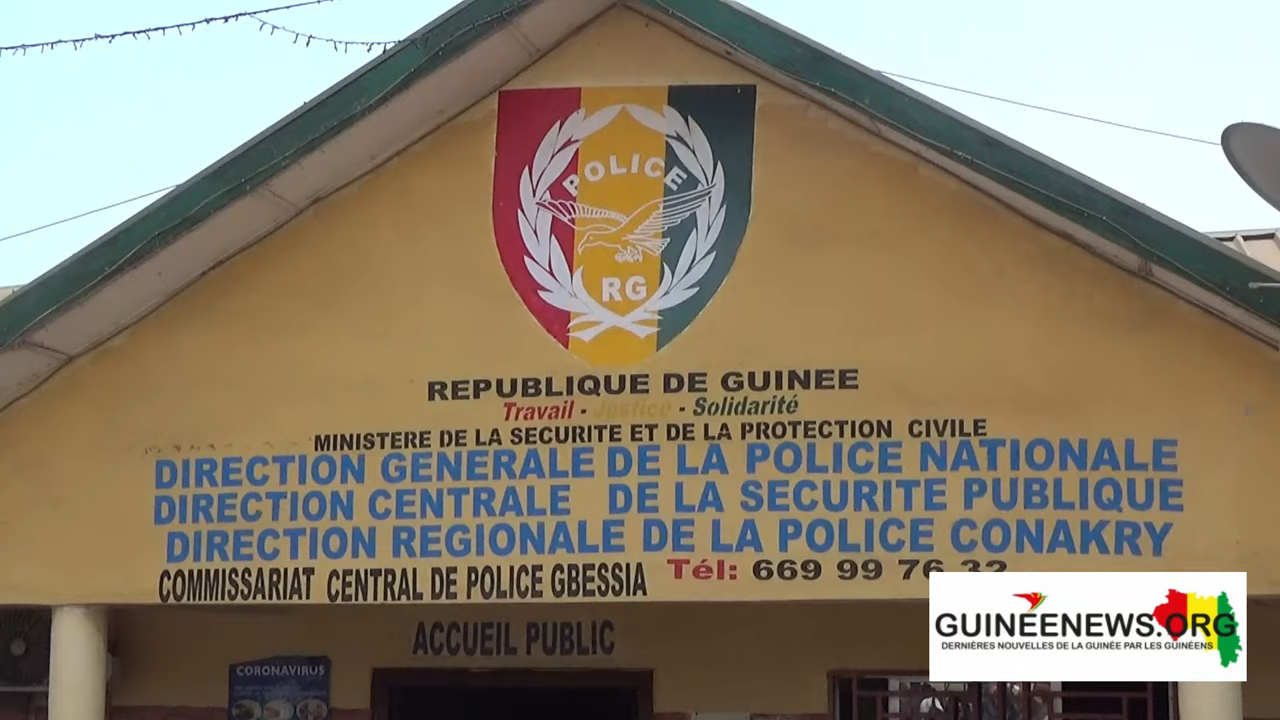 POLICE
RG
REPUBLIQUE DE GUINEE
Travail - Justice - Solidarité
MINISTERE DE LA SECURITE ET DE LA PROTECTION CIVILE
DIRECTION GENERALE DE LA POLICE NATIONALE
DIRECTION CENTRALE DE LA SECURITE PUBLIQUE
DIRECTION REGIONALE DE LA POLICE CONAKRY
COMMISSARIAT CENTRAL DE POLICE GBESSIA Tél: 669 99 76 32
ACCUEIL PUBLIC
CORONAVIRUS
GUINEENEWS.ORG
DERNIÈRES NOUVELLES DE LA GUINÉE PAR LES GUINÉENS